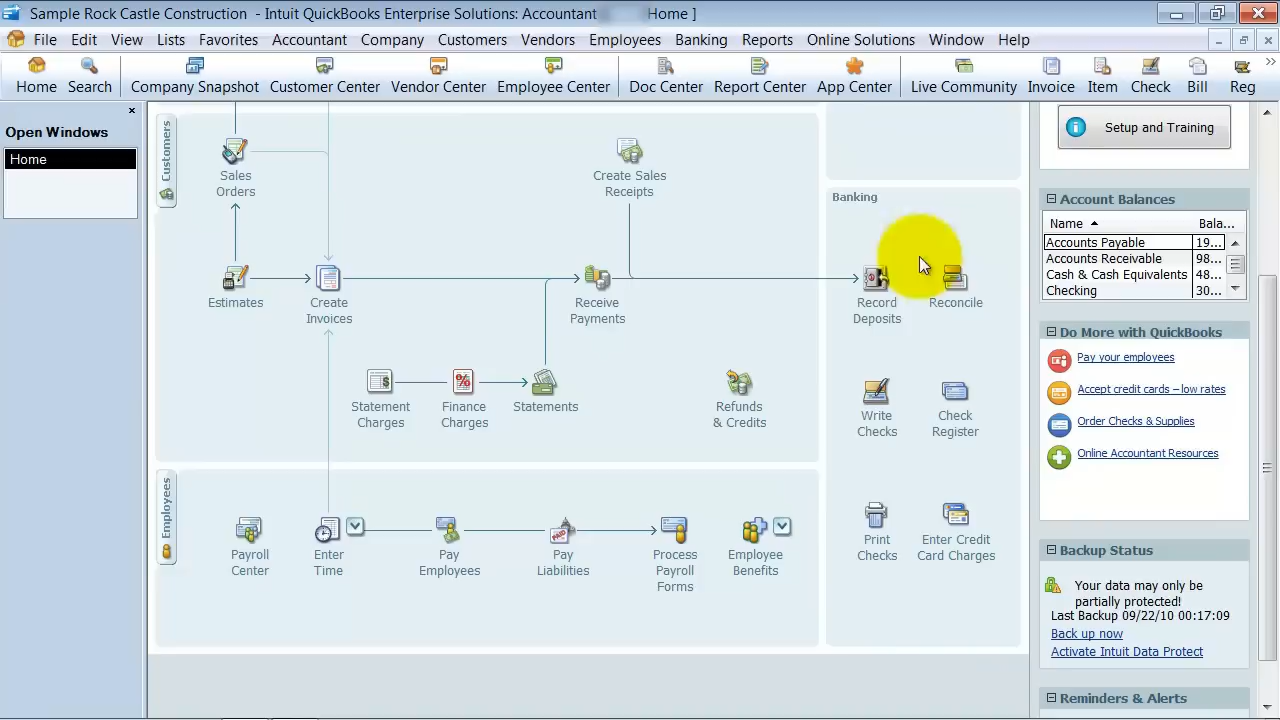 Sample Rock Castle Construction - Intuit QuickBooks Enterprise Solutions: Accountant Home ]
File Edit View Lists Favorites Accountant Company Customers Vendors Employees Banking Reports Online Solutions Window Help
Home Search Company Snapshot Customer Center Vendor Center Employee Center Doc Center Report Center App Center Live Community Invoice Item Check Bill Reg
Open Windows
Home
Customers
Sales
Orders
Create Sales
Receipts
Estimates
Create
Invoices
Receive
Payments
Statement
Charges
Finance
Charges
Statements
Refunds
& Credits
Employees
Payroll
Center
Enter
Time
Pay
Employees
Pay
Liabilities
Process
Payroll
Forms
Employee
Benefits
Banking
Record
Deposits
Reconcile
Write
Checks
Check
Register
Print
Checks
Enter Credit
Card Charges
Setup and Training
Account Balances
Name Bala...
Accounts Payable 19...
Accounts Receivable 98...
Cash & Cash Equivalents 48...
Checking 30...
Do More with QuickBooks
Pay your employees
Accept credit cards – low rates
Order Checks & Supplies
Online Accountant Resources
Backup Status
Your data may only be
partially protected!
Last Backup 09/22/10 00:17:09
Back up now
Activate Intuit Data Protect
Reminders & Alerts